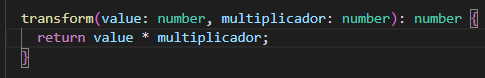 transform(value: number, multiplicador: number): number {
  return value * multiplicador;
}